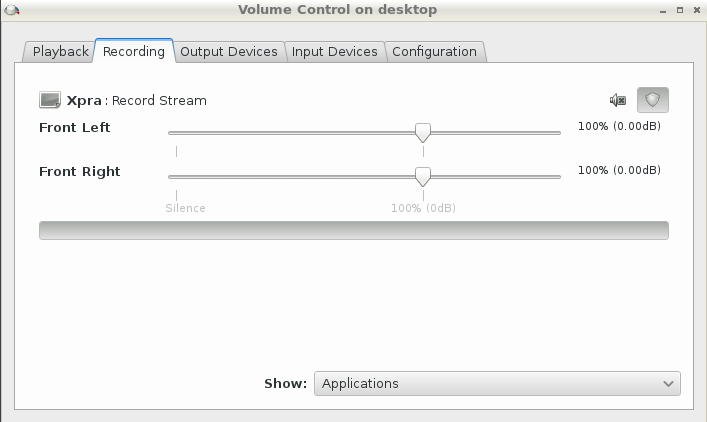 Volume Control on desktop
Playback Recording Output Devices Input Devices Configuration
Xpra : Record Stream
Front Left 100% (0.00dB)
Front Right 100% (0.00dB)
Silence 100% (0dB)
Show: Applications